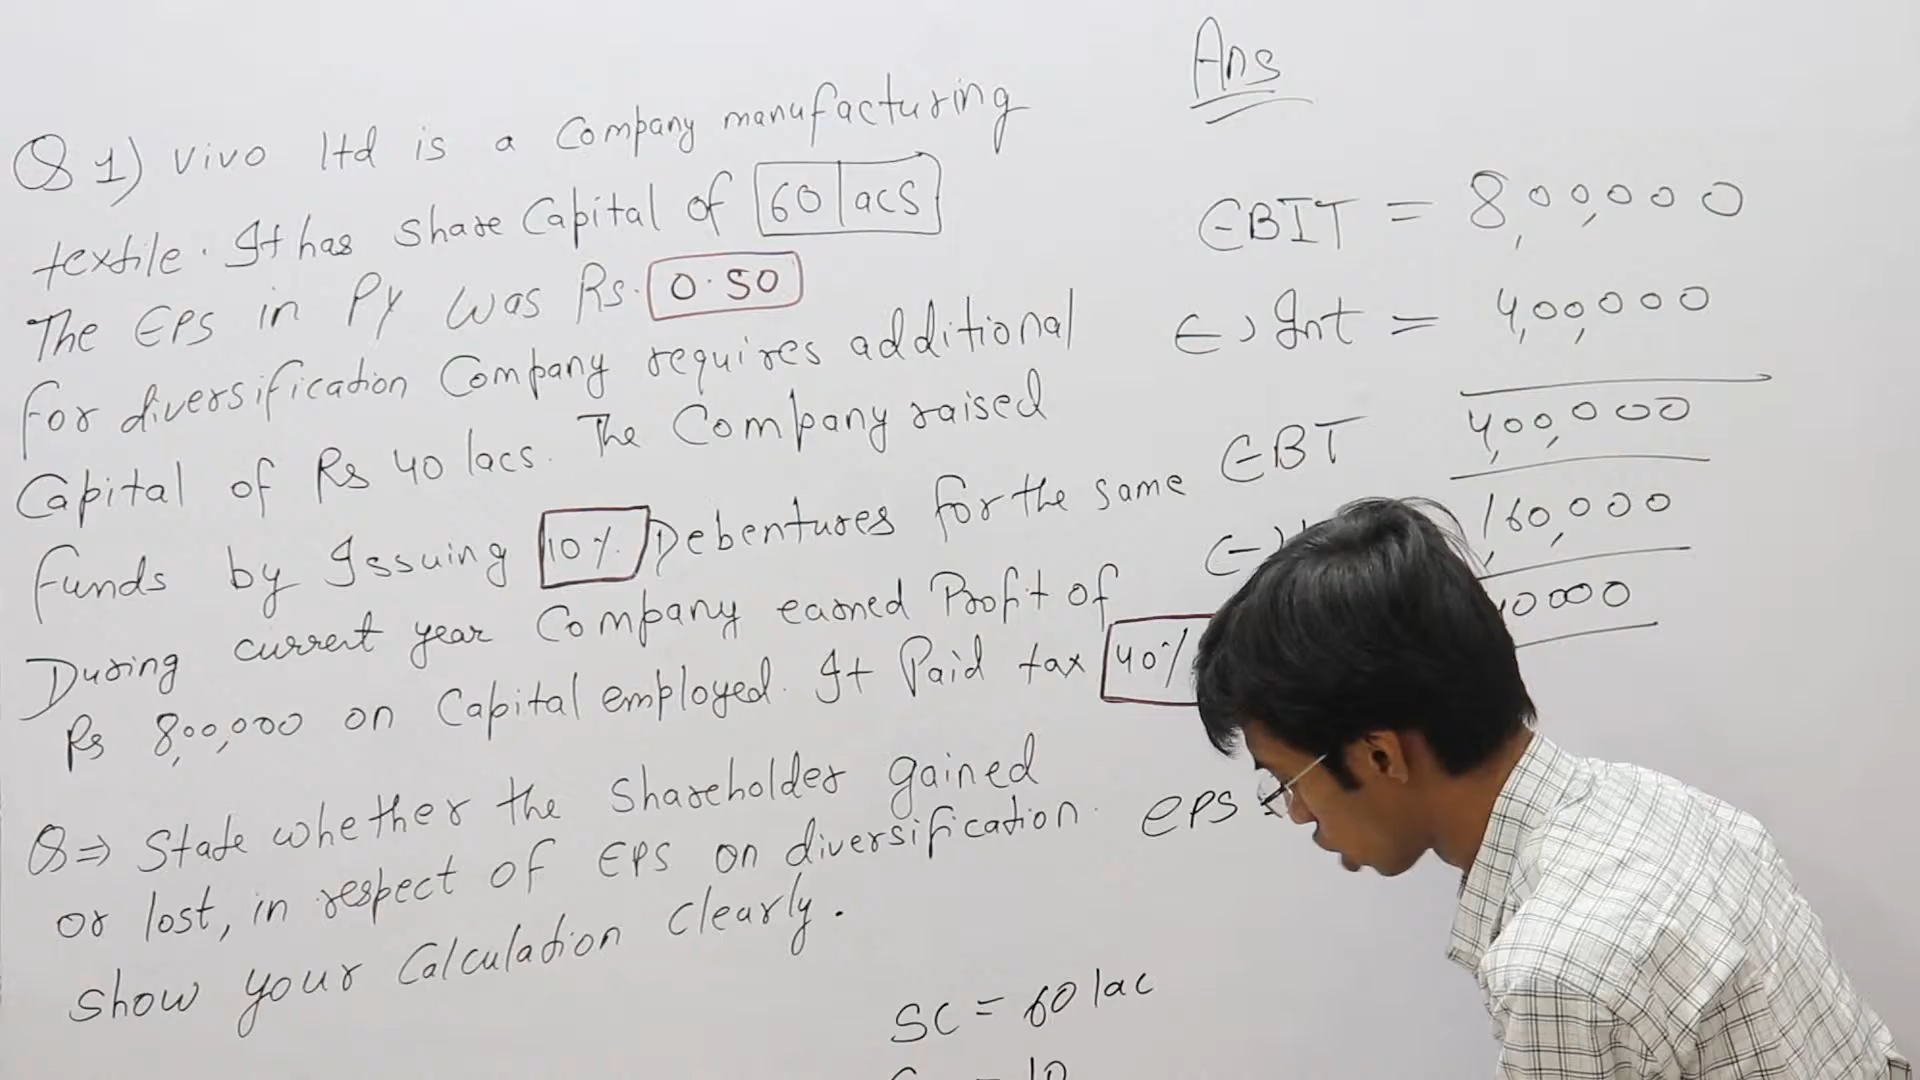 Q 1) Vivo ltd is a Company manufacturing
textile. It has share Capital of 60 lacs
The EPS in PY was Rs. 0.50
For diversification Company requires additional
Capital of Rs 40 lacs. The Company raised
funds by Issuing 10% Debentures for the same
During current year Company earned Profit of
Rs 8,00,000 on Capital employed. It Paid tax 40%
Q⇒ State whether the Shareholder gained
or lost, in respect of EPS on diversification.
show your Calculation Clearly.
Ans
EBIT = 8,00,000
(-) Int = 4,00,000
EBT 4,00,000
(-) 1,60,000
40000
EPS =
SC = 60 lac
= 10